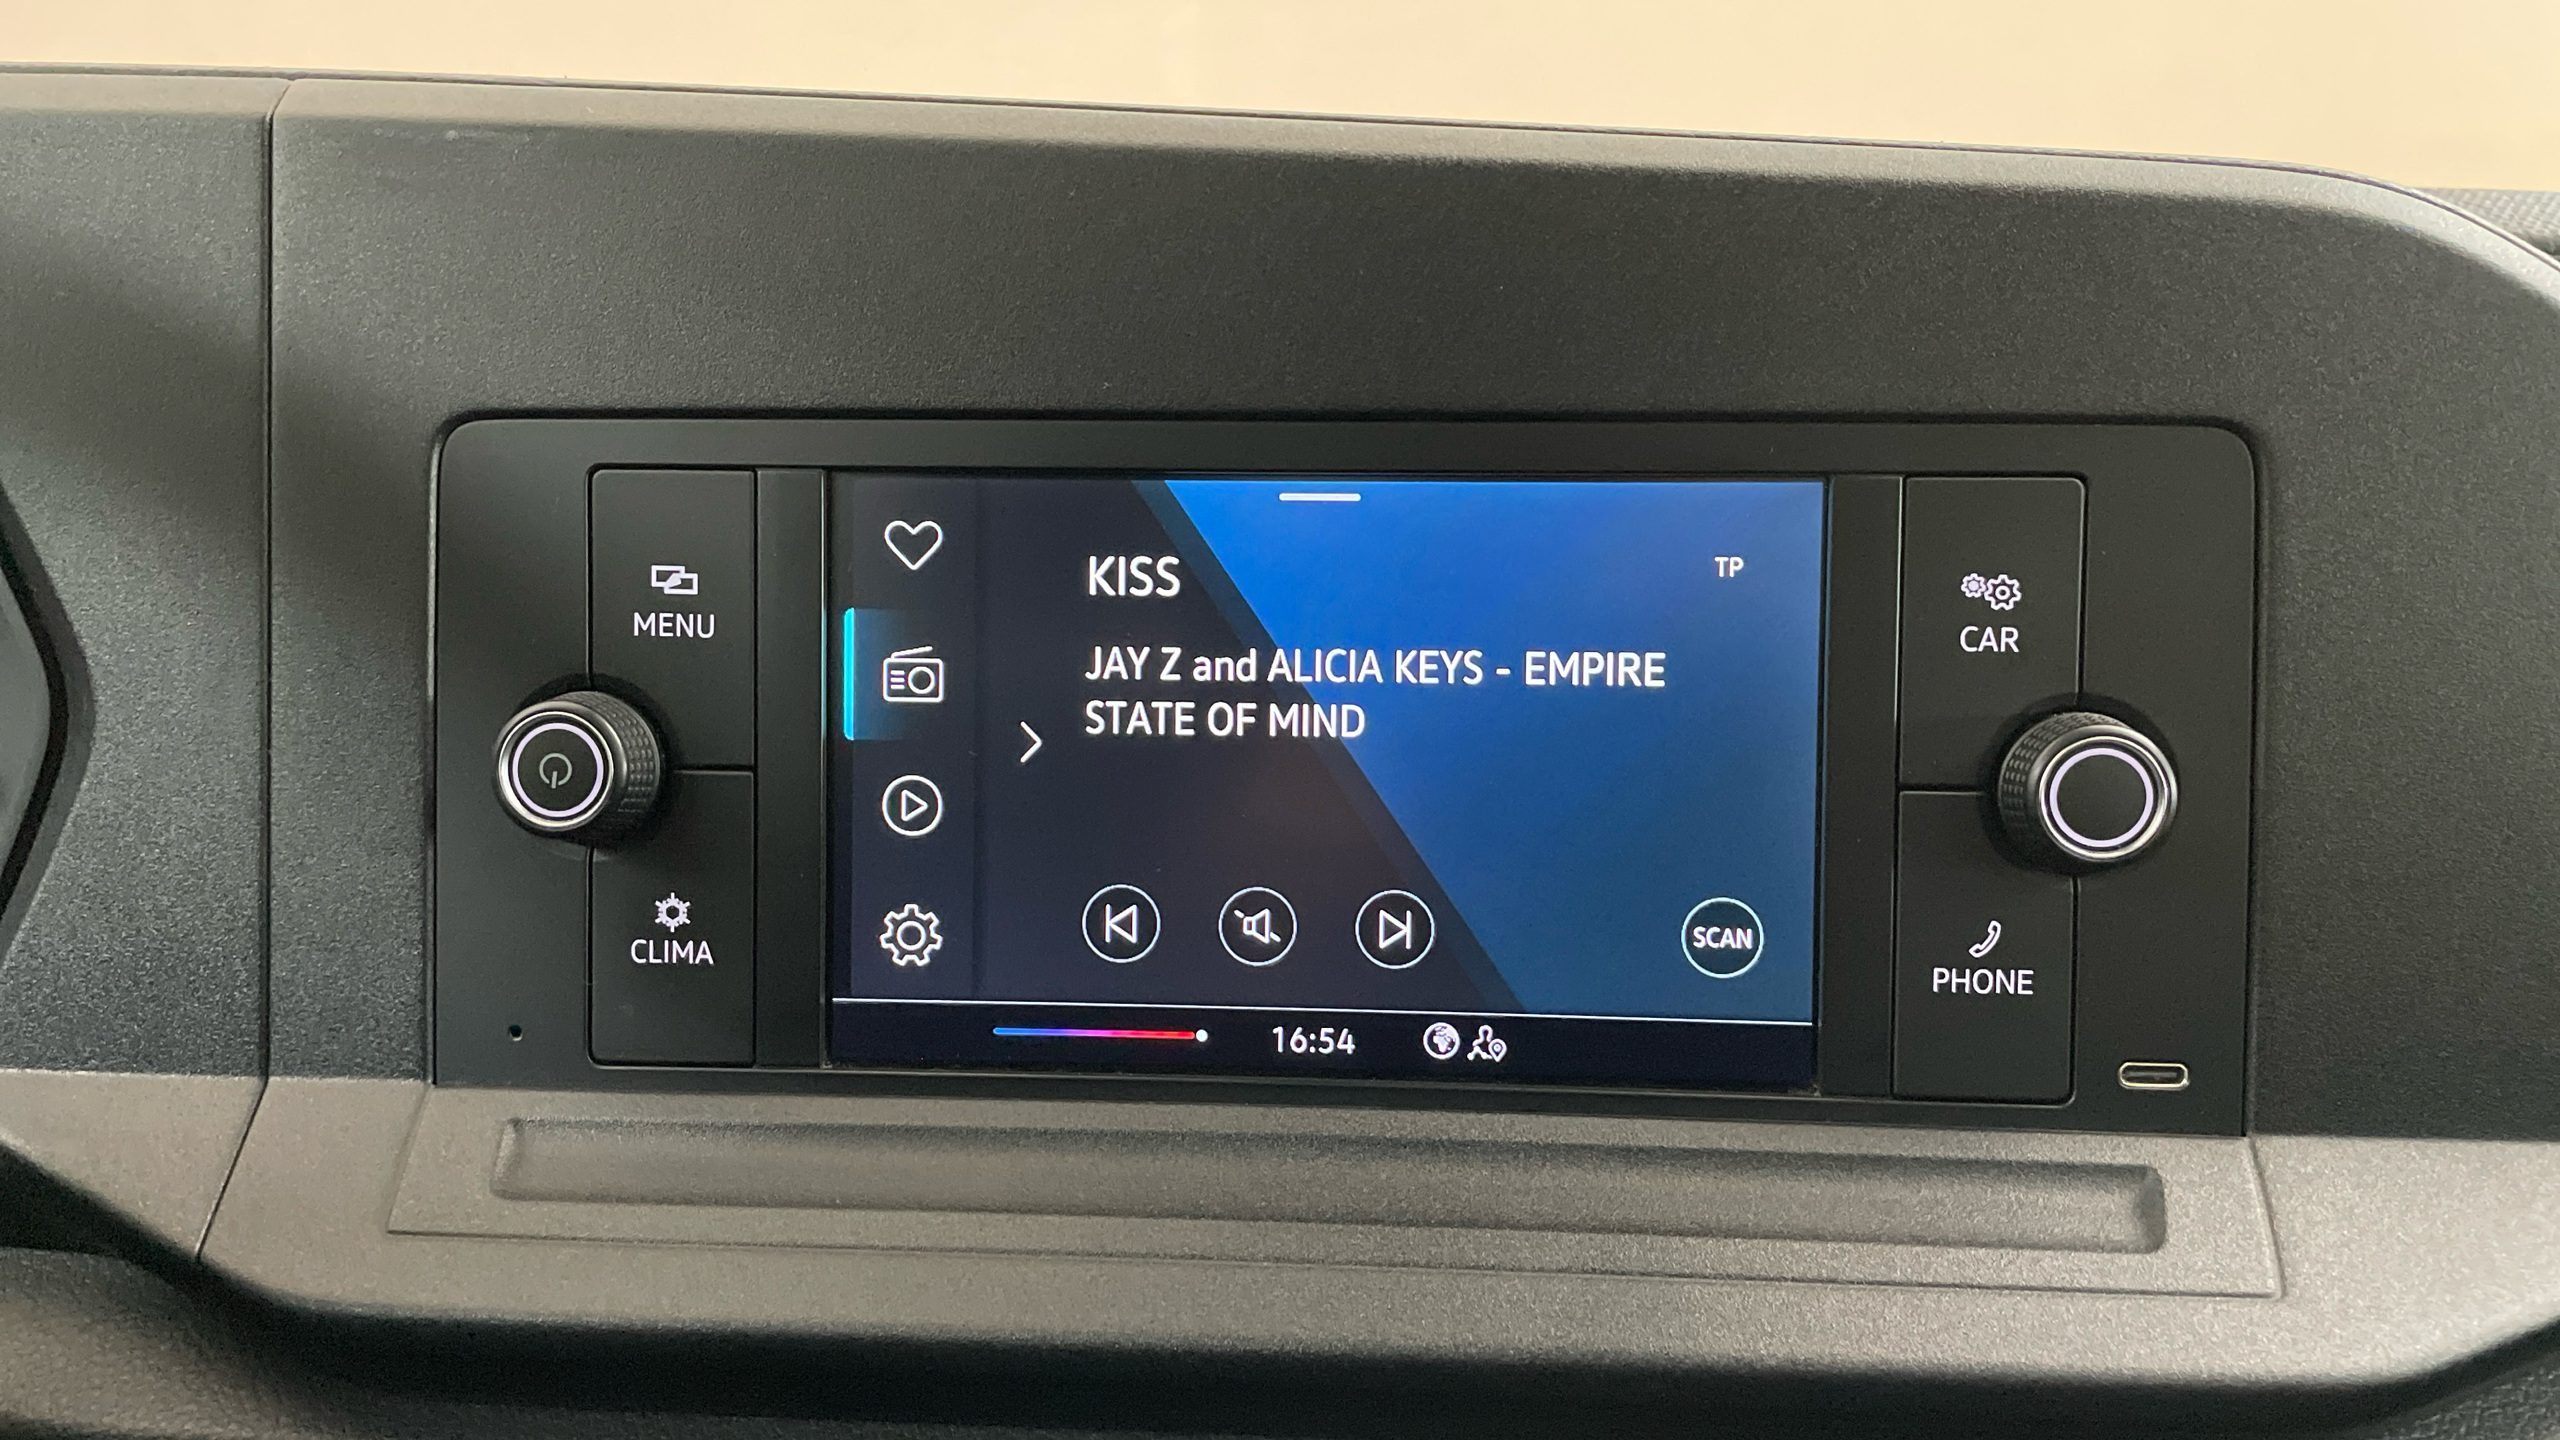 MENU
CLIMA
KISS
TP
JAY Z and ALICIA KEYS - EMPIRE
STATE OF MIND
SCAN
16:54
CAR
PHONE